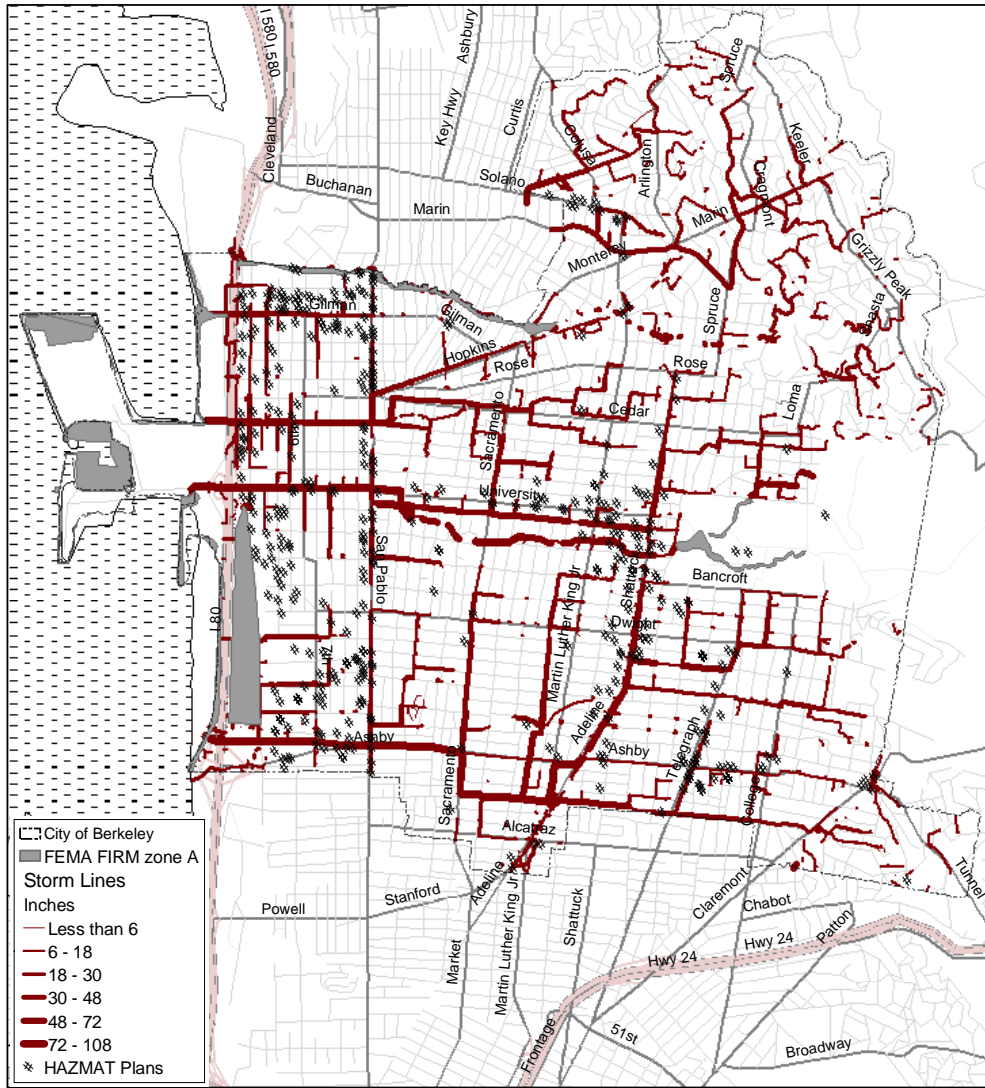 I 580 I 580
Ashbury
Key Hwy
Curtis
Cleveland
Spruce
Colusa
Keeler
Arlington
Cragmont
Buchanan
Solano
Marin
Marin
Monterey
Grizzly Peak
Shasta
Gilman
Gilman
Hopkins
Rose
Spruce
Rose
Cedar
Loma
Sacramento
University
San Pablo
Shattuck
Bancroft
Martin Luther King Jr
Dwight
80
7th
Adeline
Ashby
Ashby
Telegraph
College
Sacramento
Alcatraz
Adeline
Stanford
Powell
Market
Martin Luther King Jr
Shattuck
Claremont
Chabot
Patton
Tunnel
Hwy 24
Hwy 24
Frontage
51st
Broadway
City of Berkeley
FEMA FIRM zone A
Storm Lines
Inches
Less than 6
6 - 18
18 - 30
30 - 48
48 - 72
72 - 108
HAZMAT Plans